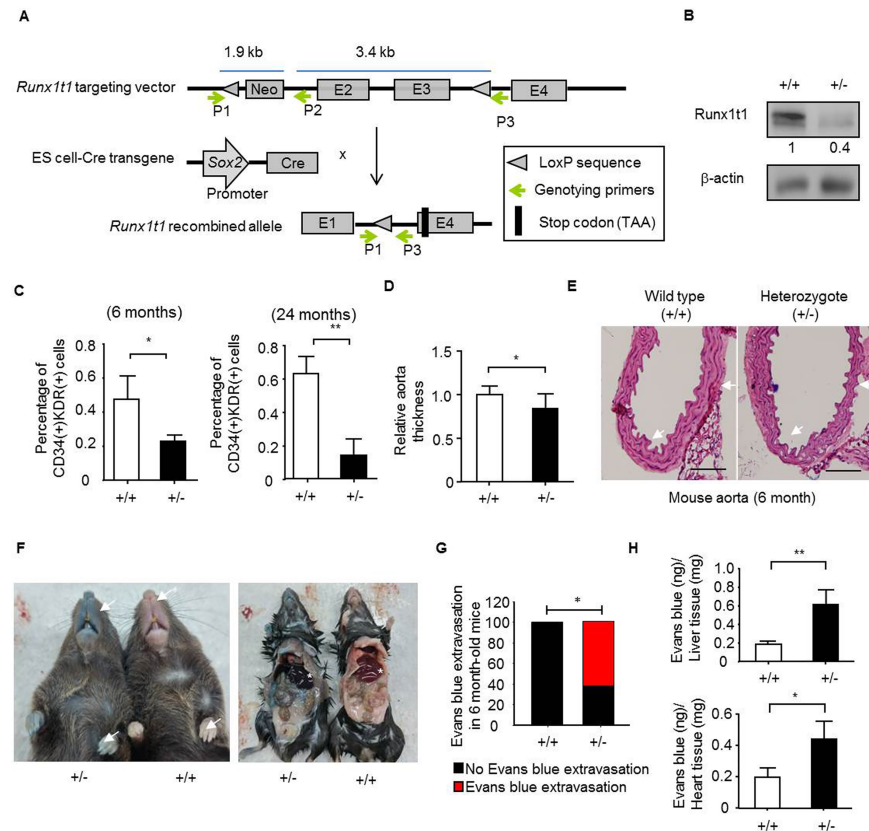 A
1.9 kb
3.4 kb
Runx1t1 targeting vector
Neo
E2
E3
E4
P1
P2
P3
ES cell-Cre transgene
Sox2
Cre
x
Promoter
Runx1t1 recombined allele
E1
E4
P1
P3
LoxP sequence
Genotying primers
Stop codon (TAA)
B
+/+
+/-
Runx1t1
1
0.4
β-actin
C
(6 months)
Percentage of
CD34(+)KDR(+) cells
0.8
0.6
0.4
0.2
0
*
+/+
+/-
(24 months)
Percentage of
CD34(+)KDR(+) cells
0.8
0.6
0.4
0.2
0
**
+/+
+/-
D
Relative aorta
thickness
1.5
1.0
0.5
0
*
+/+
+/-
E
Wild type
(+/+)
Heterozygote
(+/-)
Mouse aorta (6 month)
F
+/-
+/+
*
*
+/-
+/+
G
Evans blue extravasation
in 6 month-old mice
120
100
80
60
40
20
0
*
+/+
+/-
No Evans blue extravasation
Evans blue extravasation
H
Evans blue (ng)/
Liver tissue (mg)
1.0
0.8
0.6
0.4
0.2
0
**
+/+
+/-
Evans blue (ng)/
Heart tissue (mg)
0.6
0.4
0.2
0
*
+/+
+/-